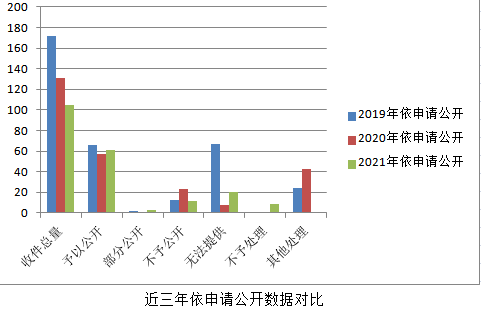 180
160
140
120
100
80
60
40
20
0
收件总量
予以公开
部分公开
不予公开
无法提供
不予处理
其他处理
2019年依申请公开
2020年依申请公开
2021年依申请公开
近三年依申请公开数据对比